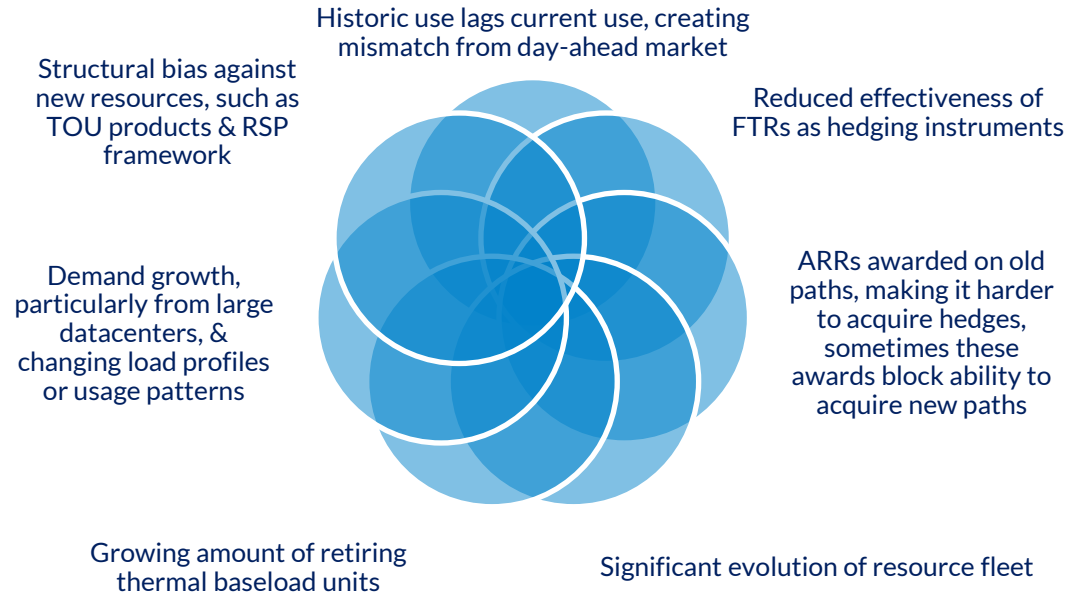 Historic use lags current use, creating
mismatch from day-ahead market
Structural bias against
new resources, such as
TOU products & RSP
framework
Reduced effectiveness of
FTRs as hedging instruments
Demand growth,
particularly from large
datacenters, &
changing load profiles
or usage patterns
ARRs awarded on old
paths, making it harder
to acquire hedges,
sometimes these
awards block ability to
acquire new paths
Growing amount of retiring
thermal baseload units
Significant evolution of resource fleet